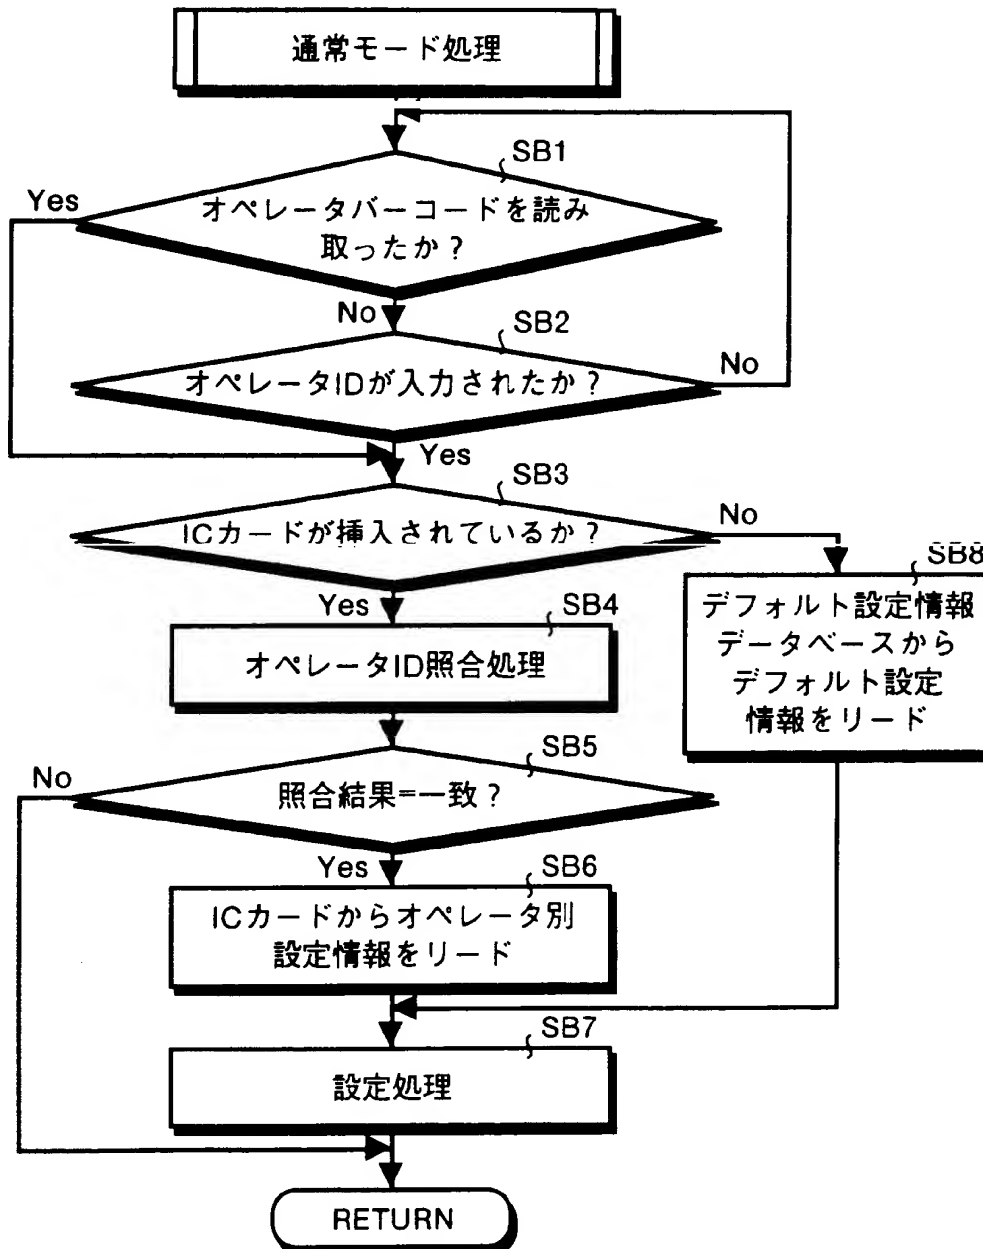 通常モード処理
SB1
Yes
オペレータバーコードを読み
取ったか？
No
SB2
オペレータIDが入力されたか？
No
Yes
SB3
ICカードが挿入されているか？
No
SB8
デフォルト設定情報
データベースから
デフォルト設定
情報をリード
Yes
SB4
オペレータID照合処理
SB5
No
照合結果=一致？
Yes
SB6
ICカードからオペレータ別
設定情報をリード
SB7
設定処理
RETURN